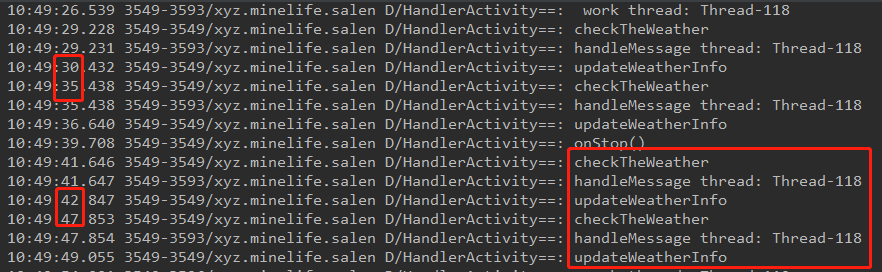 10:49:26.539 3549-3593/xyz.minelife.salen D/HandlerActivity==:  work thread: Thread-118
10:49:29.228 3549-3549/xyz.minelife.salen D/HandlerActivity==: checkTheWeather
10:49:29.231 3549-3593/xyz.minelife.salen D/HandlerActivity==: handleMessage thread: Thread-118
10:49:30.432 3549-3549/xyz.minelife.salen D/HandlerActivity==: updateWeatherInfo
10:49:35.438 3549-3549/xyz.minelife.salen D/HandlerActivity==: checkTheWeather
10:49:35.438 3549-3593/xyz.minelife.salen D/HandlerActivity==: handleMessage thread: Thread-118
10:49:36.640 3549-3549/xyz.minelife.salen D/HandlerActivity==: updateWeatherInfo
10:49:39.708 3549-3549/xyz.minelife.salen D/HandlerActivity==: onStop()
10:49:41.646 3549-3549/xyz.minelife.salen D/HandlerActivity==: checkTheWeather
10:49:41.647 3549-3593/xyz.minelife.salen D/HandlerActivity==: handleMessage thread: Thread-118
10:49:42.847 3549-3549/xyz.minelife.salen D/HandlerActivity==: updateWeatherInfo
10:49:47.853 3549-3549/xyz.minelife.salen D/HandlerActivity==: checkTheWeather
10:49:47.854 3549-3593/xyz.minelife.salen D/HandlerActivity==: handleMessage thread: Thread-118
10:49:49.055 3549-3549/xyz.minelife.salen D/HandlerActivity==: updateWeatherInfo